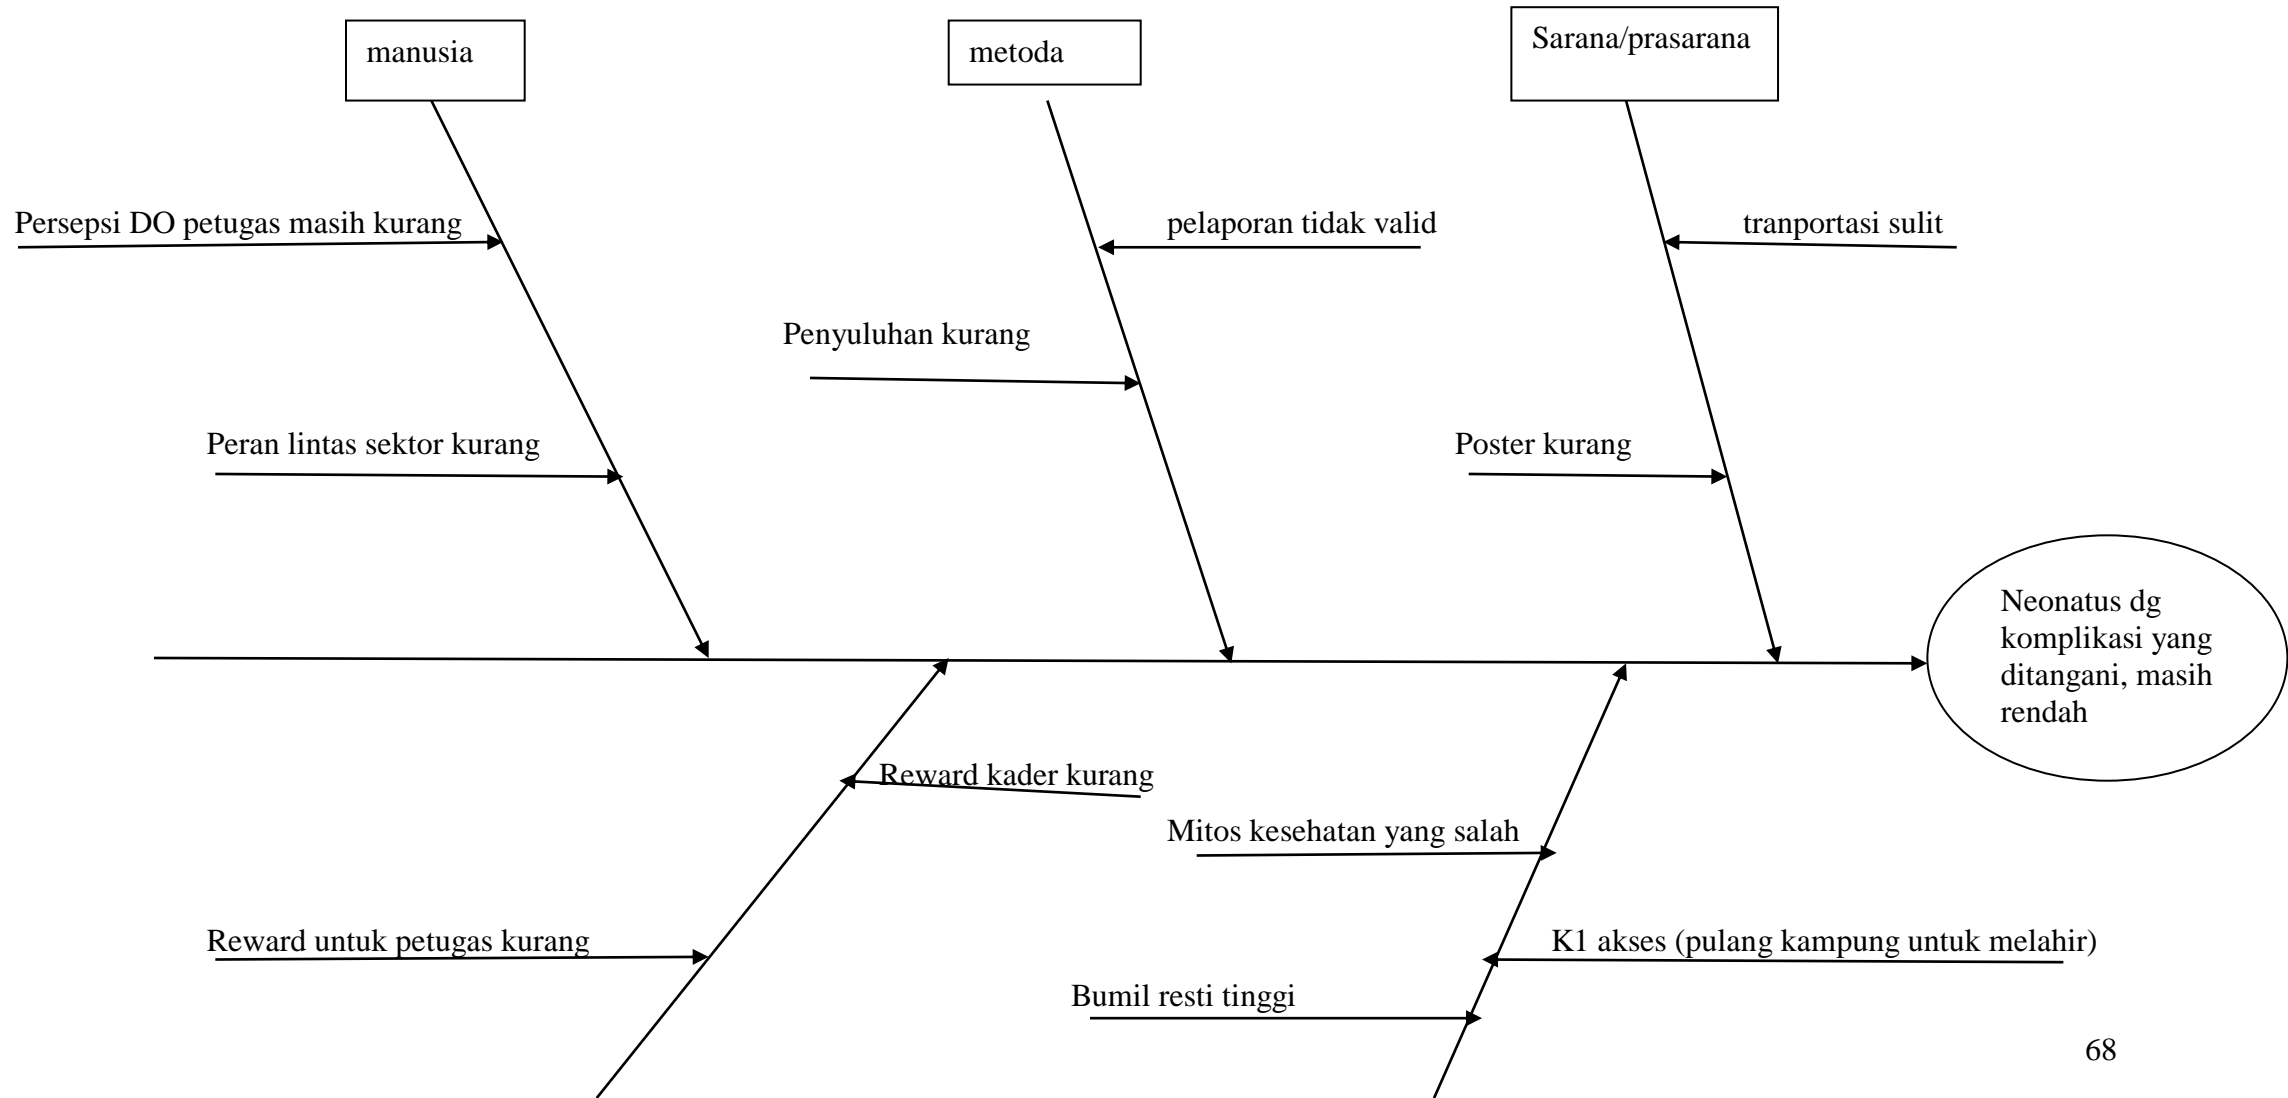 manusia
metoda
Sarana/prasarana
Persepsi DO petugas masih kurang
pelaporan tidak valid
tranportasi sulit
Penyuluhan kurang
Peran lintas sektor kurang
Poster kurang
Neonatus dg
komplikasi yang
ditangani, masih
rendah
Reward kader kurang
Mitos kesehatan yang salah
Reward untuk petugas kurang
K1 akses (pulang kampung untuk melahir)
Bumil resti tinggi
68